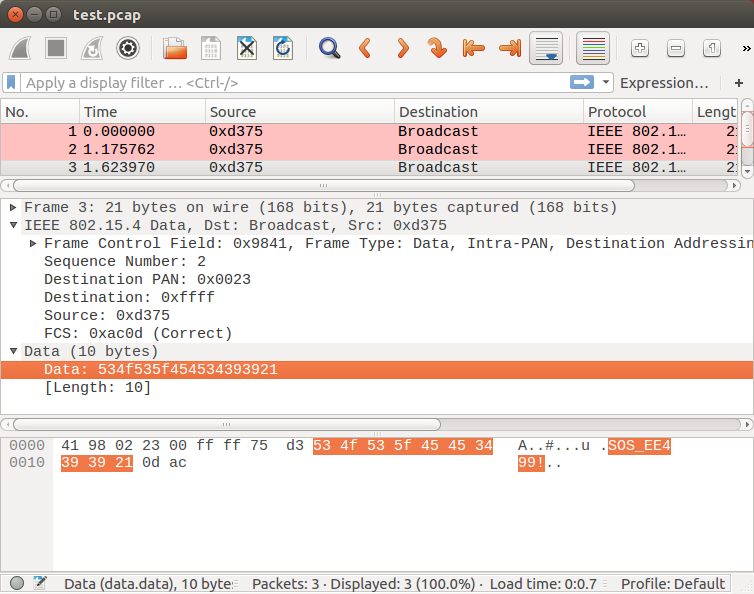 test.pcap
Apply a display filter … <Ctrl-/> Expression… +
No. Time Source Destination Protocol Lengt
1 0.000000 0xd375 Broadcast IEEE 802.1… 21
2 1.175762 0xd375 Broadcast IEEE 802.1… 21
3 1.623970 0xd375 Broadcast IEEE 802.1… 21
Frame 3: 21 bytes on wire (168 bits), 21 bytes captured (168 bits)
IEEE 802.15.4 Data, Dst: Broadcast, Src: 0xd375
Frame Control Field: 0x9841, Frame Type: Data, Intra-PAN, Destination Addressin
Sequence Number: 2
Destination PAN: 0x0023
Destination: 0xffff
Source: 0xd375
FCS: 0xac0d (Correct)
Data (10 bytes)
Data: 534f535f454534393921
[Length: 10]
0000 41 98 02 23 00 ff ff 75 d3 53 4f 53 5f 45 45 34 A..#...u .SOS_EE4
0010 39 39 21 0d ac 99!..
Data (data.data), 10 byte Packets: 3 · Displayed: 3 (100.0%) · Load time: 0:0.7 Profile: Default